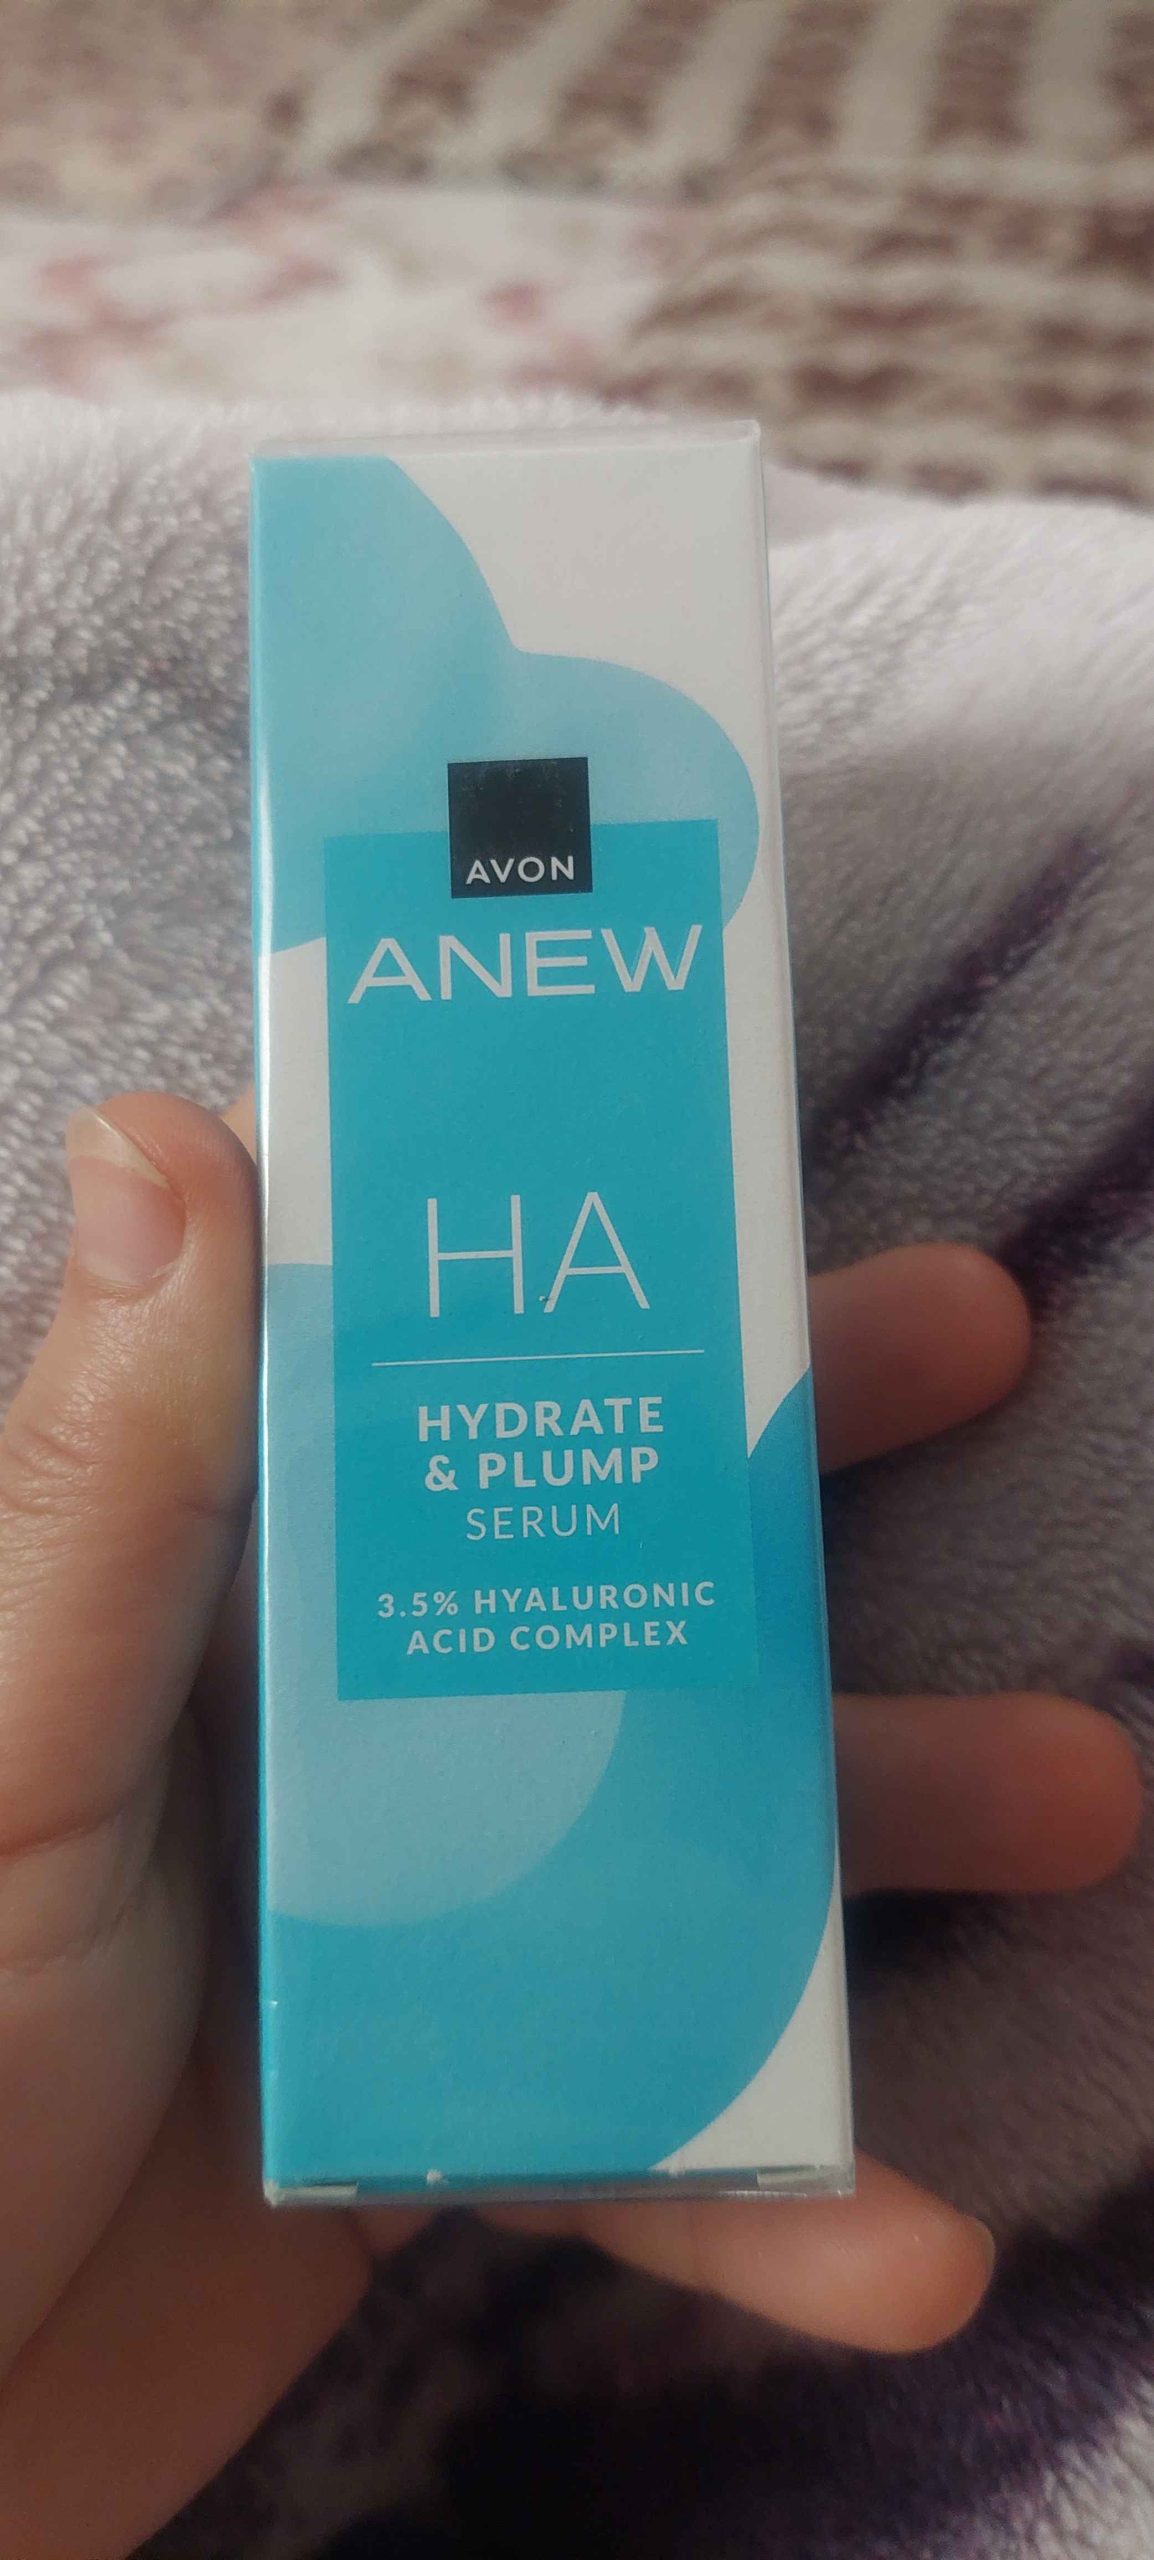 AVON
ANEW
HA
HYDRATE
& PLUMP
SERUM
3.5% HYALURONIC
ACID COMPLEX